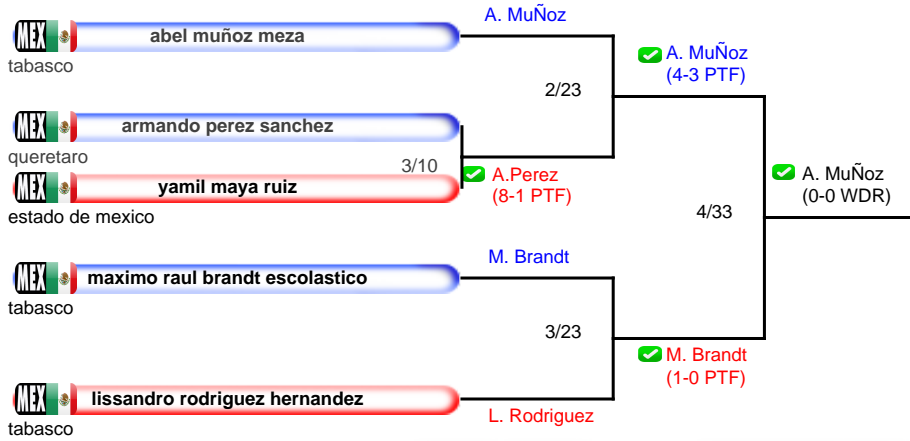 A. MuÑoz
MEX abel muñoz meza
tabasco
A. MuÑoz
(4-3 PTF)
2/23
MEX armando perez sanchez
queretaro
3/10
A.Perez
(8-1 PTF)
MEX yamil maya ruiz
estado de mexico
A. MuÑoz
(0-0 WDR)
4/33
M. Brandt
MEX maximo raul brandt escolastico
tabasco
3/23
M. Brandt
(1-0 PTF)
MEX lissandro rodriguez hernandez
tabasco
L. Rodriguez